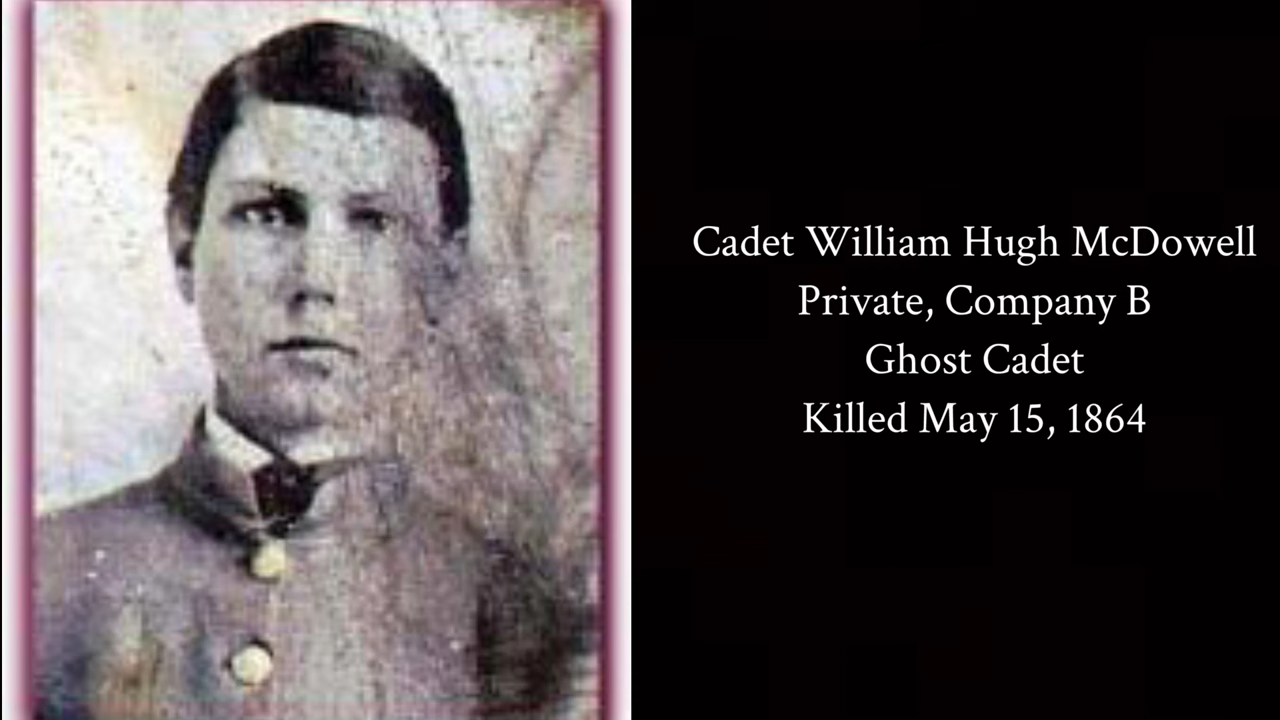 Cadet William Hugh McDowell
Private, Company B
Ghost Cadet
Killed May 15, 1864